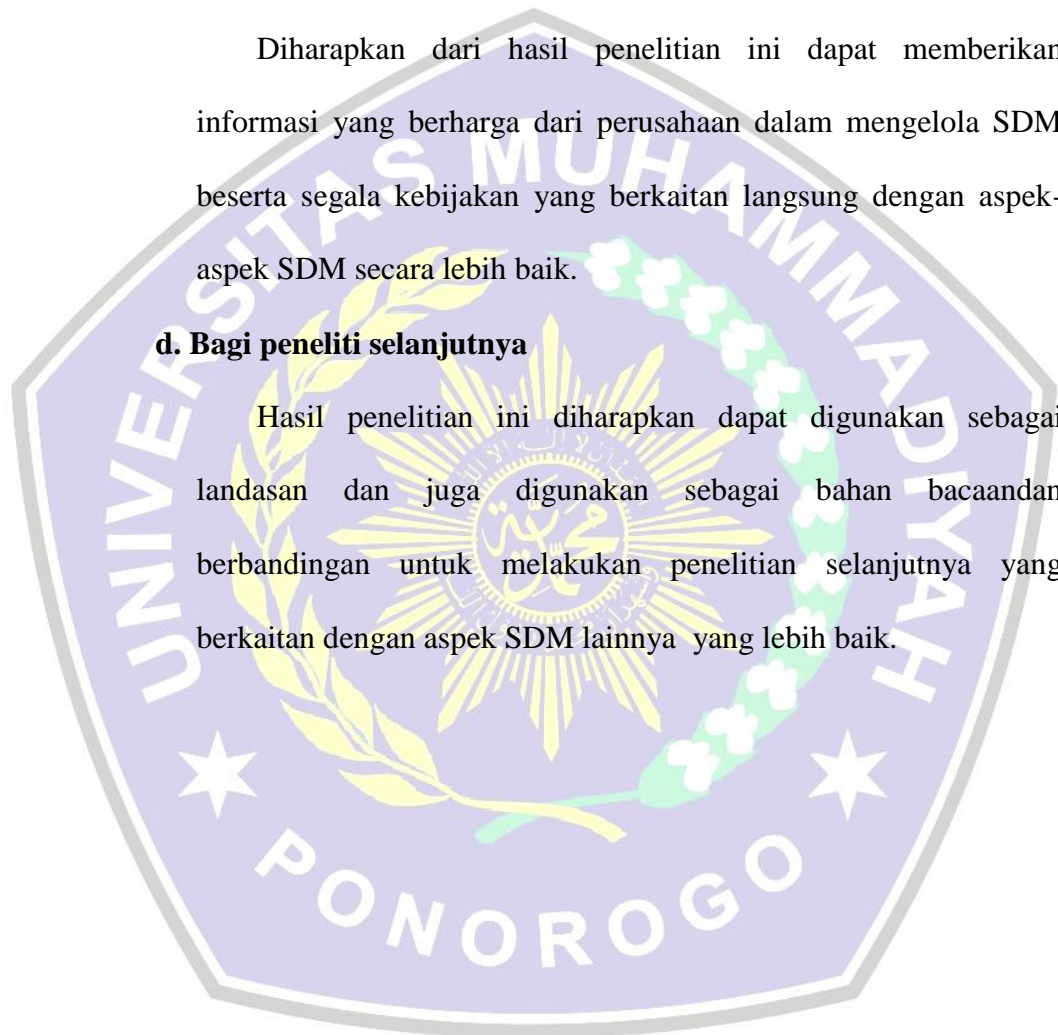 Diharapkan dari hasil penelitian ini dapat memberikan
informasi yang berharga dari perusahaan dalam mengelola SDM
beserta segala kebijakan yang berkaitan langsung dengan aspek-
aspek SDM secara lebih baik.
d. Bagi peneliti selanjutnya
Hasil penelitian ini diharapkan dapat digunakan sebagai
landasan dan juga digunakan sebagai bahan bacaandan
berbandingan untuk melakukan penelitian selanjutnya yang
berkaitan dengan aspek SDM lainnya yang lebih baik.
UNIVERSITAS MUHAMMADIYAH
PONOROGO